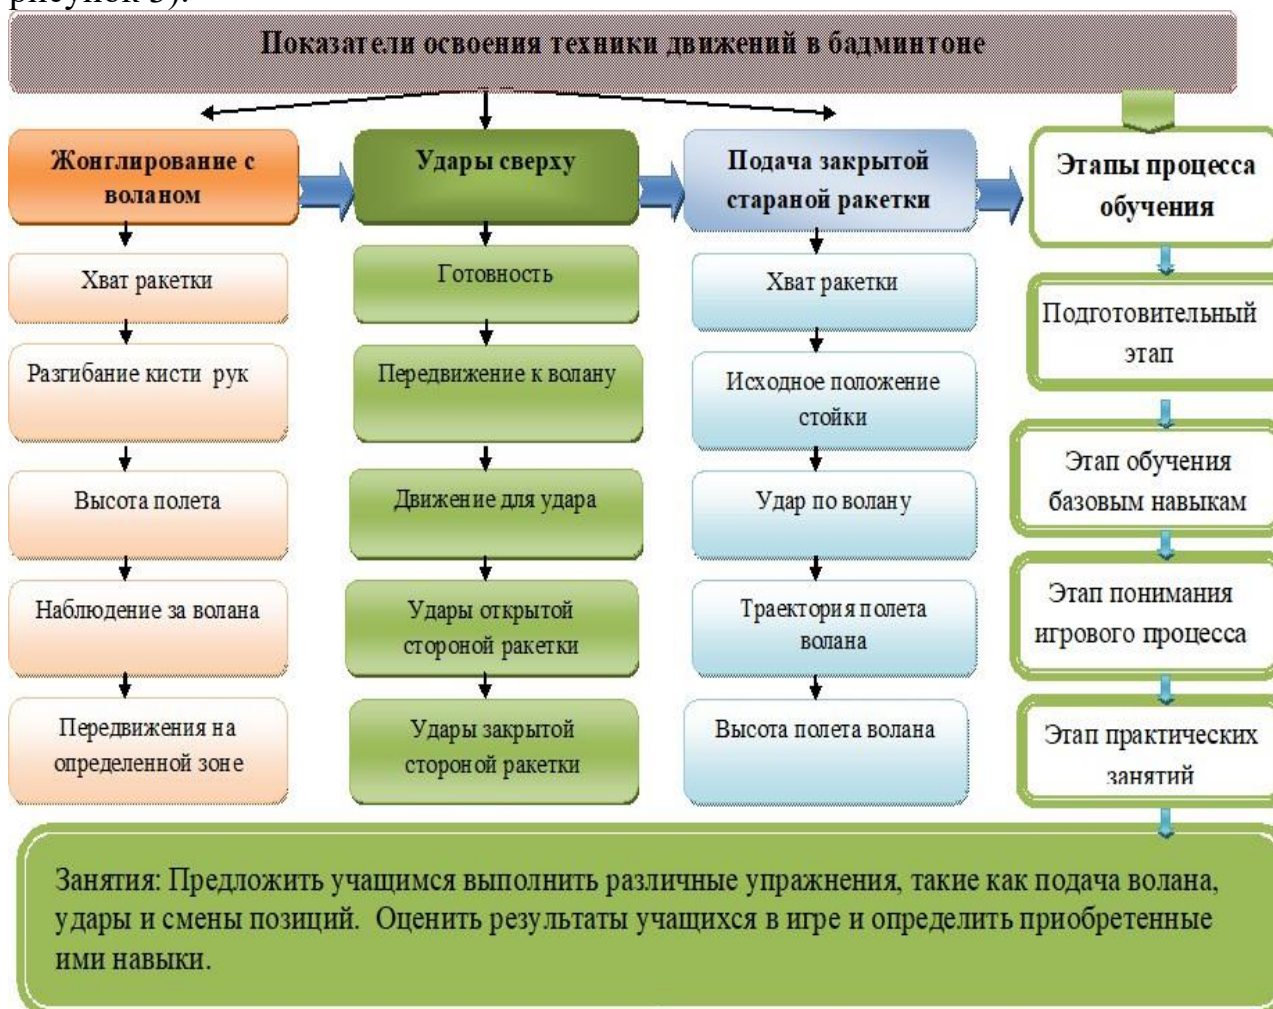 рисунок 3).
Показатели освоения техники движений в бадминтоне
Жонглирование с
воланом
Хват ракетки
Разгибание кисти рук
Высота полета
Наблюдение за волана
Передвижения на
определенной зоне
Удары сверху
Готовность
Передвижение к волану
Движение для удара
Удары открытой
стороной ракетки
Удары закрытой
стороной ракетки
Подача закрытой
стараной ракетки
Хват ракетки
Исходное положение
стойки
Удар по волану
Траектория полета
волана
Высота полета волана
Этапы процесса
обучения
Подготовительный
этап
Этап обучения
базовым навыкам
Этап понимания
игрового процесса
Этап практических
занятий
Занятия: Предложить учащимся выполнить различные упражнения, такие как подача волана,
удары и смены позиций. Оценить результаты учащихся в игре и определить приобретенные
ими навыки.